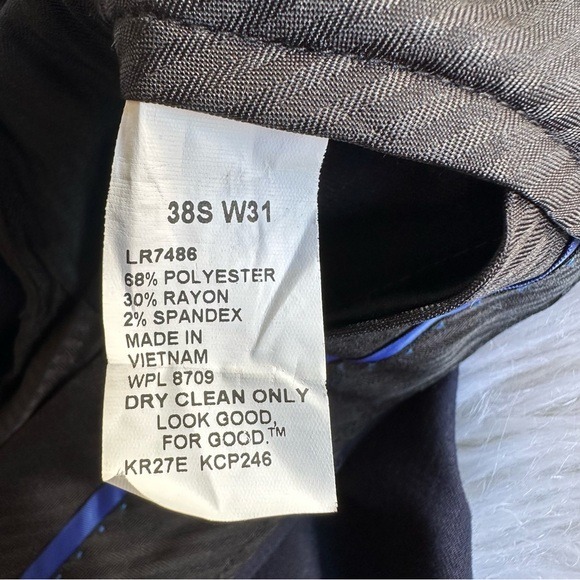 38S W31
LR7486
68% POLYESTER
30% RAYON
2% SPANDEX
MADE IN
VIETNAM
WPL 8709
DRY CLEAN ONLY
LOOK GOOD,
FOR GOOD.™
KR27E KCP246